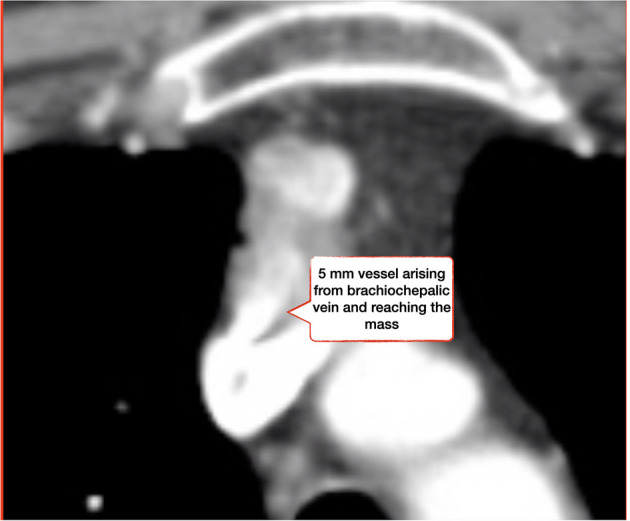 5 mm vessel arising
from brachiochepalic
vein and reaching the
mass